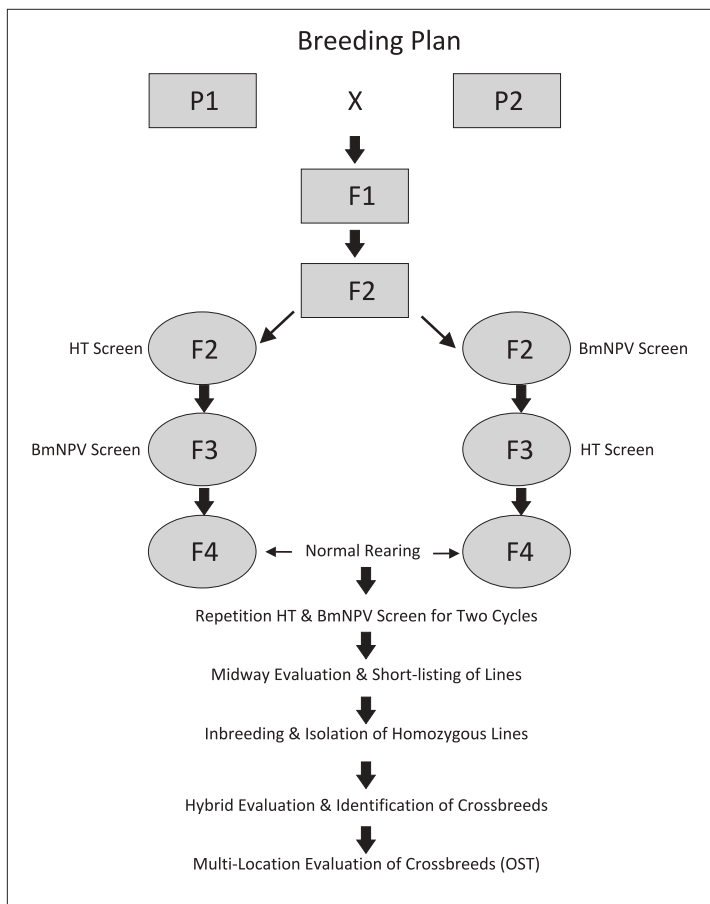 Breeding Plan
P1 X P2
F1
F2
HT Screen F2 F2 BmNPV Screen
BmNPV Screen F3 F3 HT Screen
F4 Normal Rearing F4
Repetition HT & BmNPV Screen for Two Cycles
Midway Evaluation & Short-listing of Lines
Inbreeding & Isolation of Homozygous Lines
Hybrid Evaluation & Identification of Crossbreeds
Multi-Location Evaluation of Crossbreeds (OST)